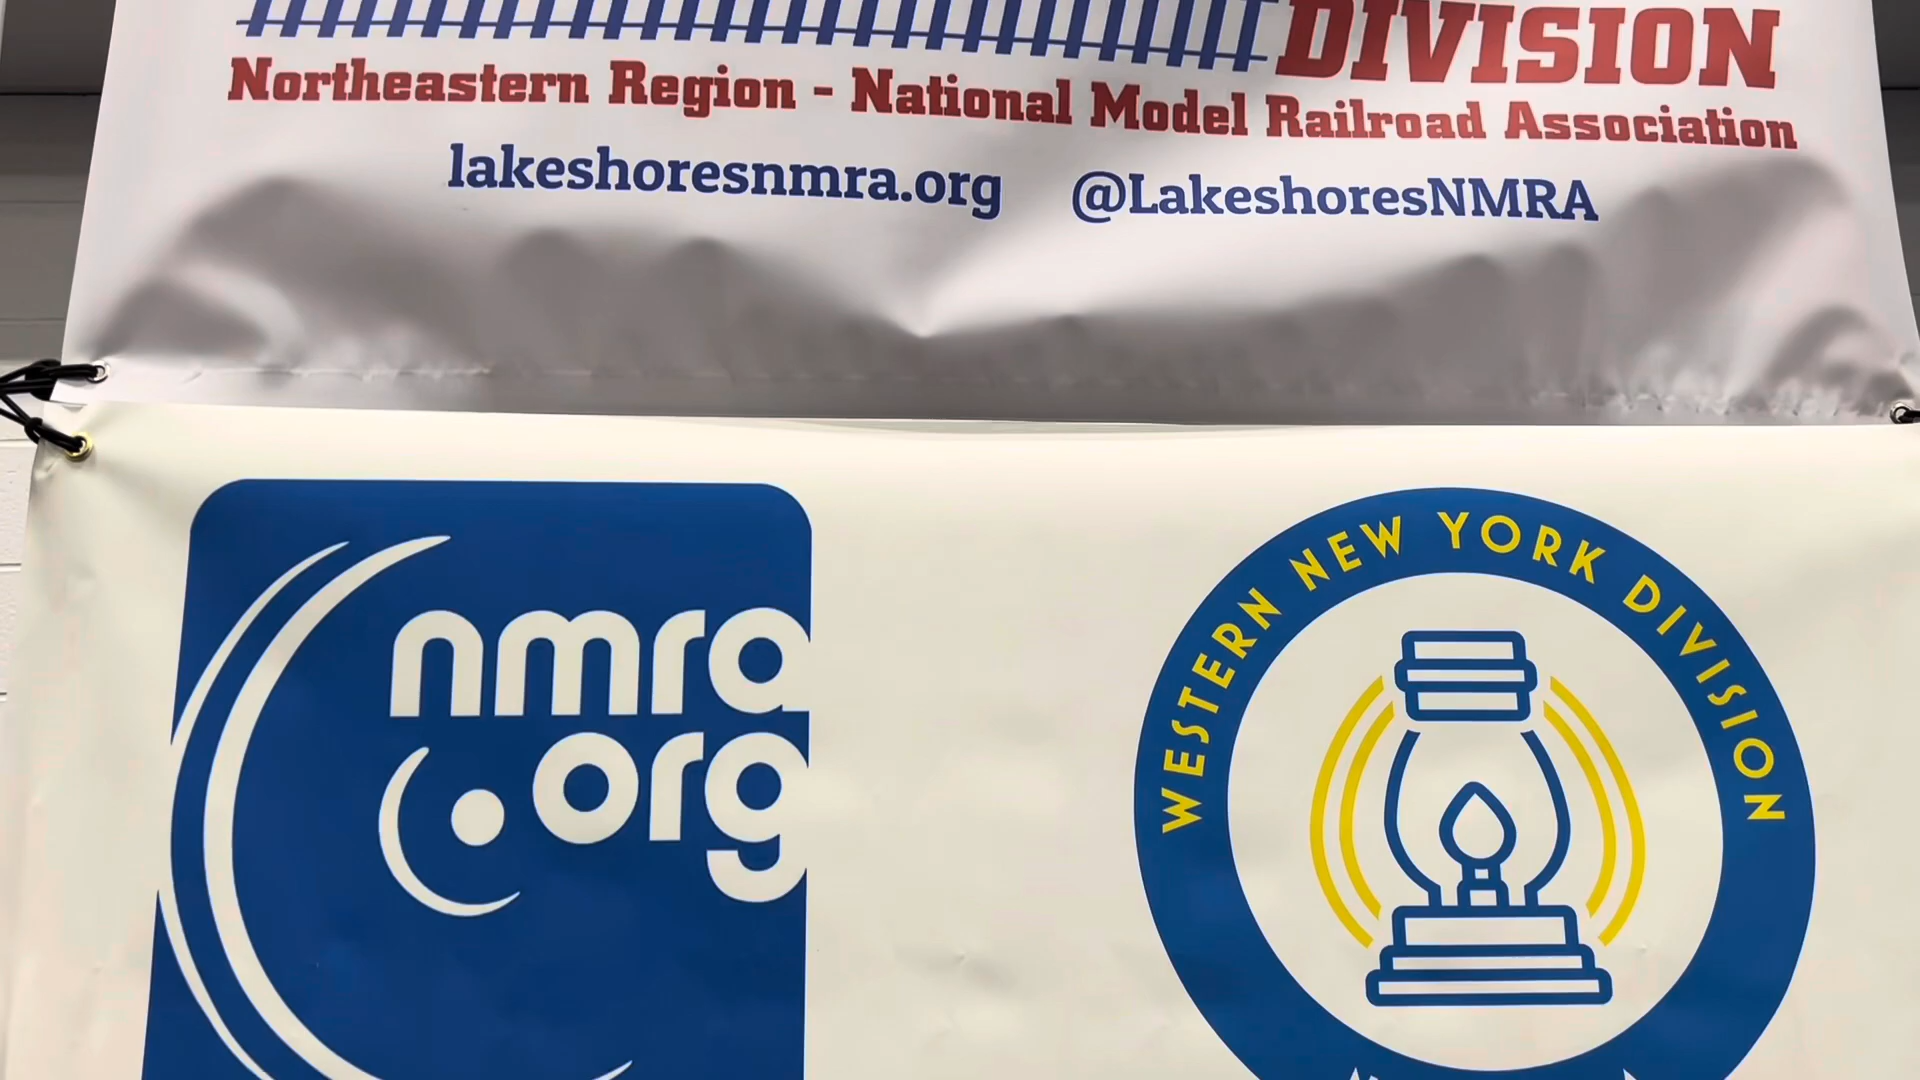 DIVISION
Northeastern Region - National Model Railroad Association
lakeshoresnmra.org @LakeshoresNMRA
nmra
.org
WESTERN NEW YORK DIVISION